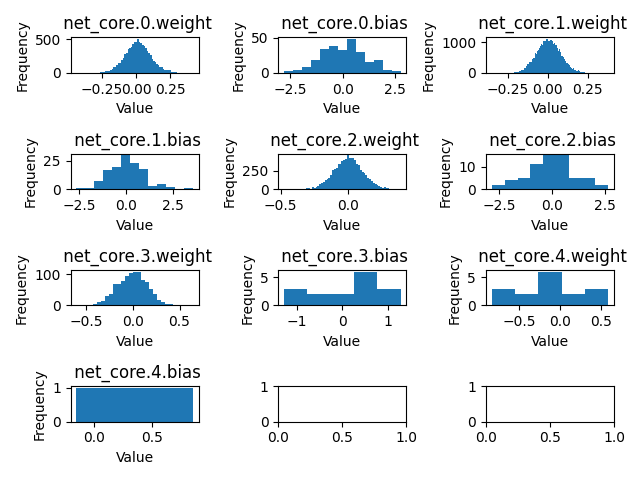 net_core.0.weight
Frequency
500
0
−0.25 0.00 0.25
Value
net_core.0.bias
Frequency
50
0
−2.5 0.0 2.5
Value
net_core.1.weight
Frequency
1000
0
−0.25 0.00 0.25
Value
net_core.1.bias
Frequency
25
0
−2.5 0.0 2.5
Value
net_core.2.weight
Frequency
250
0
−0.5 0.0
Value
net_core.2.bias
Frequency
10
0
−2.5 0.0 2.5
Value
net_core.3.weight
Frequency
100
0
−0.5 0.0 0.5
Value
net_core.3.bias
Frequency
5
0
−1 0 1
Value
net_core.4.weight
Frequency
5
0
−0.5 0.0 0.5
Value
net_core.4.bias
Frequency
1
0
0.0 0.5
Value
1
0
0.0 0.5 1.0
1
0
0.0 0.5 1.0